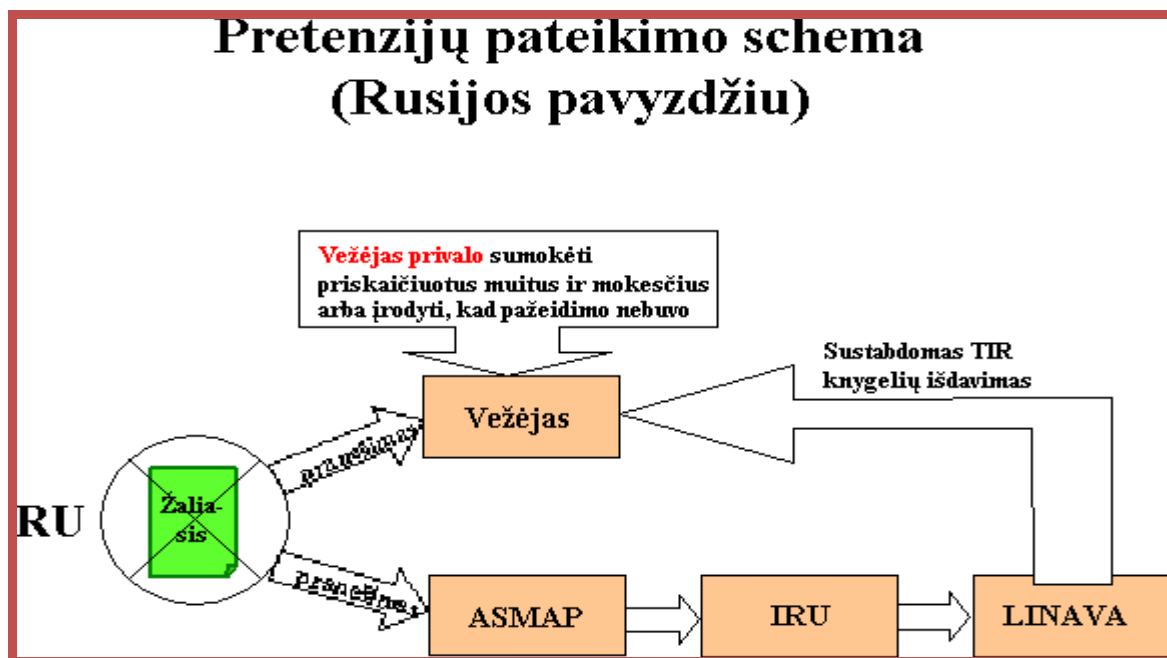 Pretenzijų pateikimo schema
(Rusijos pavyzdžiu)
Vežėjas privalo sumokėti
priskaičiuotus muitus ir mokesčius
arba įrodyti, kad pažeidimo nebuvo
Sustabdomas TIR
knygelių išdavimas
Vežėjas
pranešimas
RU
Žalia-
sis
ASMAP
IRU
LINAVA